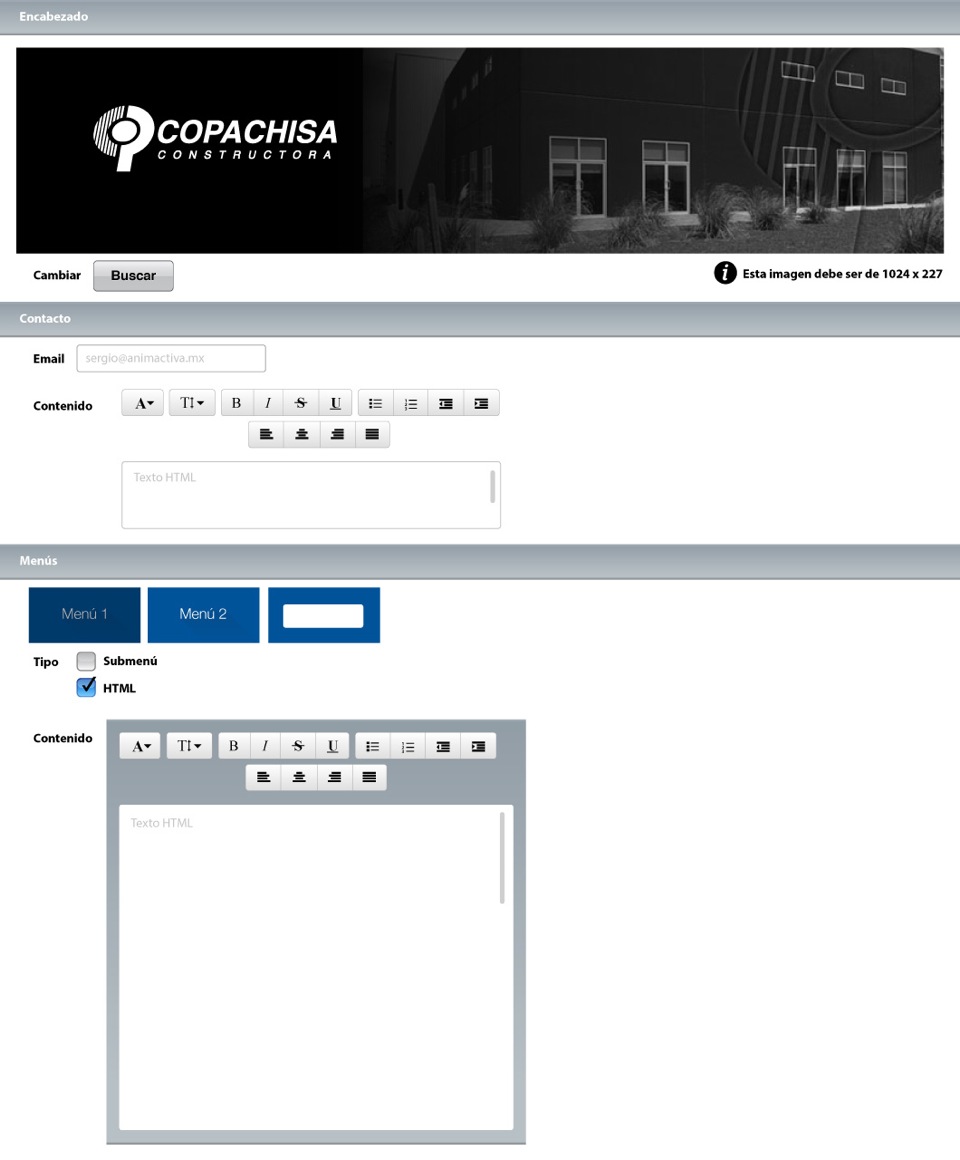 Encabezado
COPACHISA
CONSTRUCTORA
Cambiar Buscar
i Esta imagen debe ser de 1024 x 227
Contacto
Email sergio@animactiva.mx
Contenido A T B I S U
Texto HTML
Menús
Menú 1 Menú 2
Tipo Submenú
HTML
Contenido A T B I S U
Texto HTML